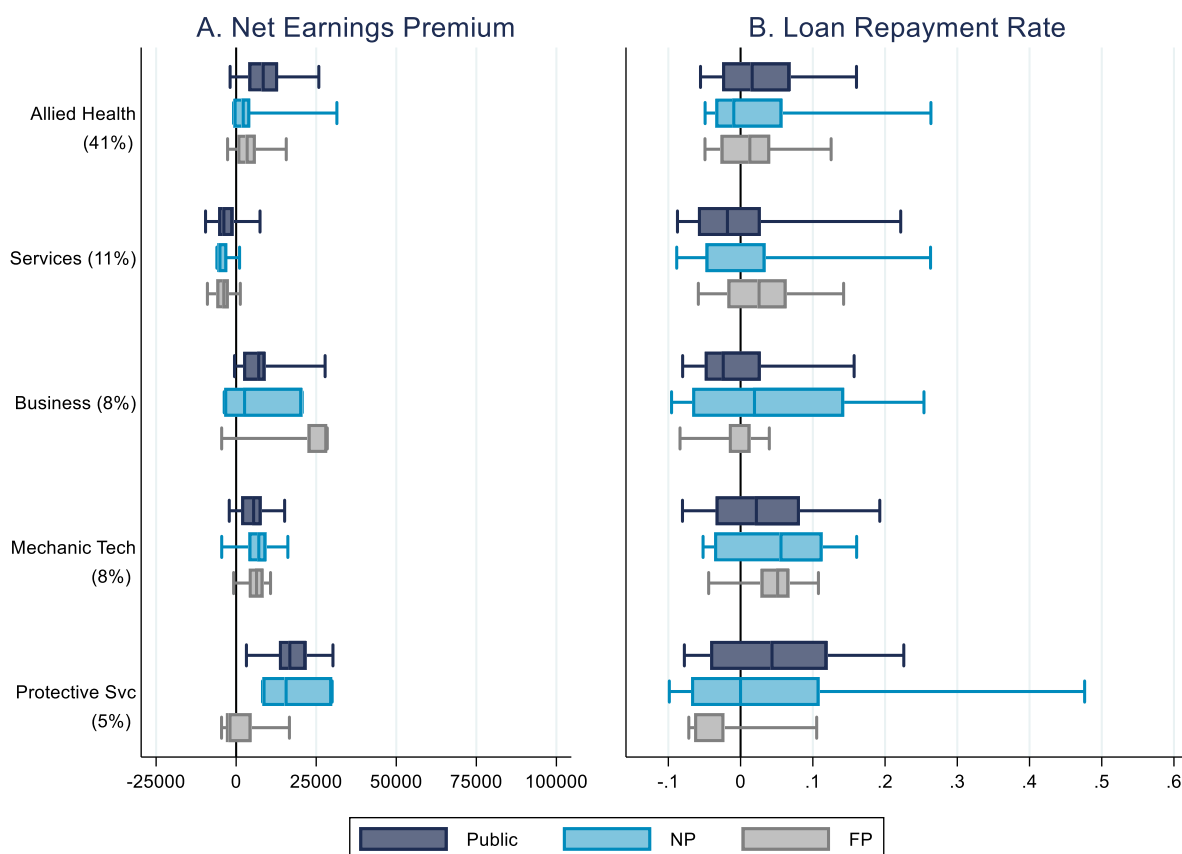 A. Net Earnings Premium
B. Loan Repayment Rate
Allied Health
(41%)
Services (11%)
Business (8%)
Mechanic Tech
(8%)
Protective Svc
(5%)
-25000 0 25000 50000 75000 100000
-.1 0 .1 .2 .3 .4 .5 .6
Public NP FP